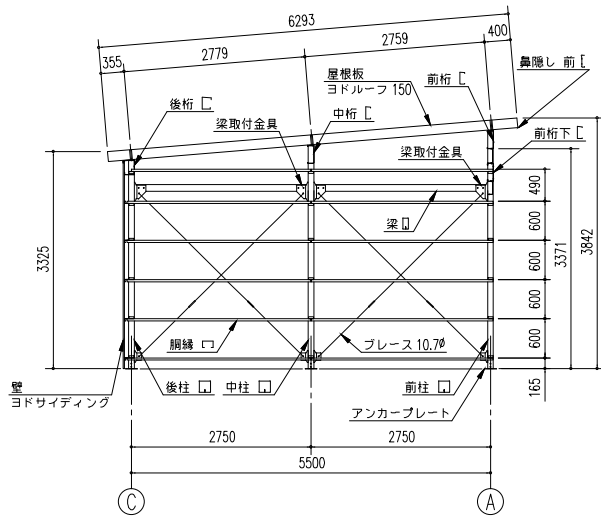 6293
355
2779
2759
400
鼻隠し 前
屋根板
ヨドルーフ 150
前桁
後桁
梁取付金具
中桁
前桁下
梁取付金具
梁
490
600
600
600
600
165
3325
3371
3842
胴縁
ブレース 10.7φ
壁
ヨドサイディング
後柱
中柱
前柱
アンカープレート
2750
2750
5500
C
A